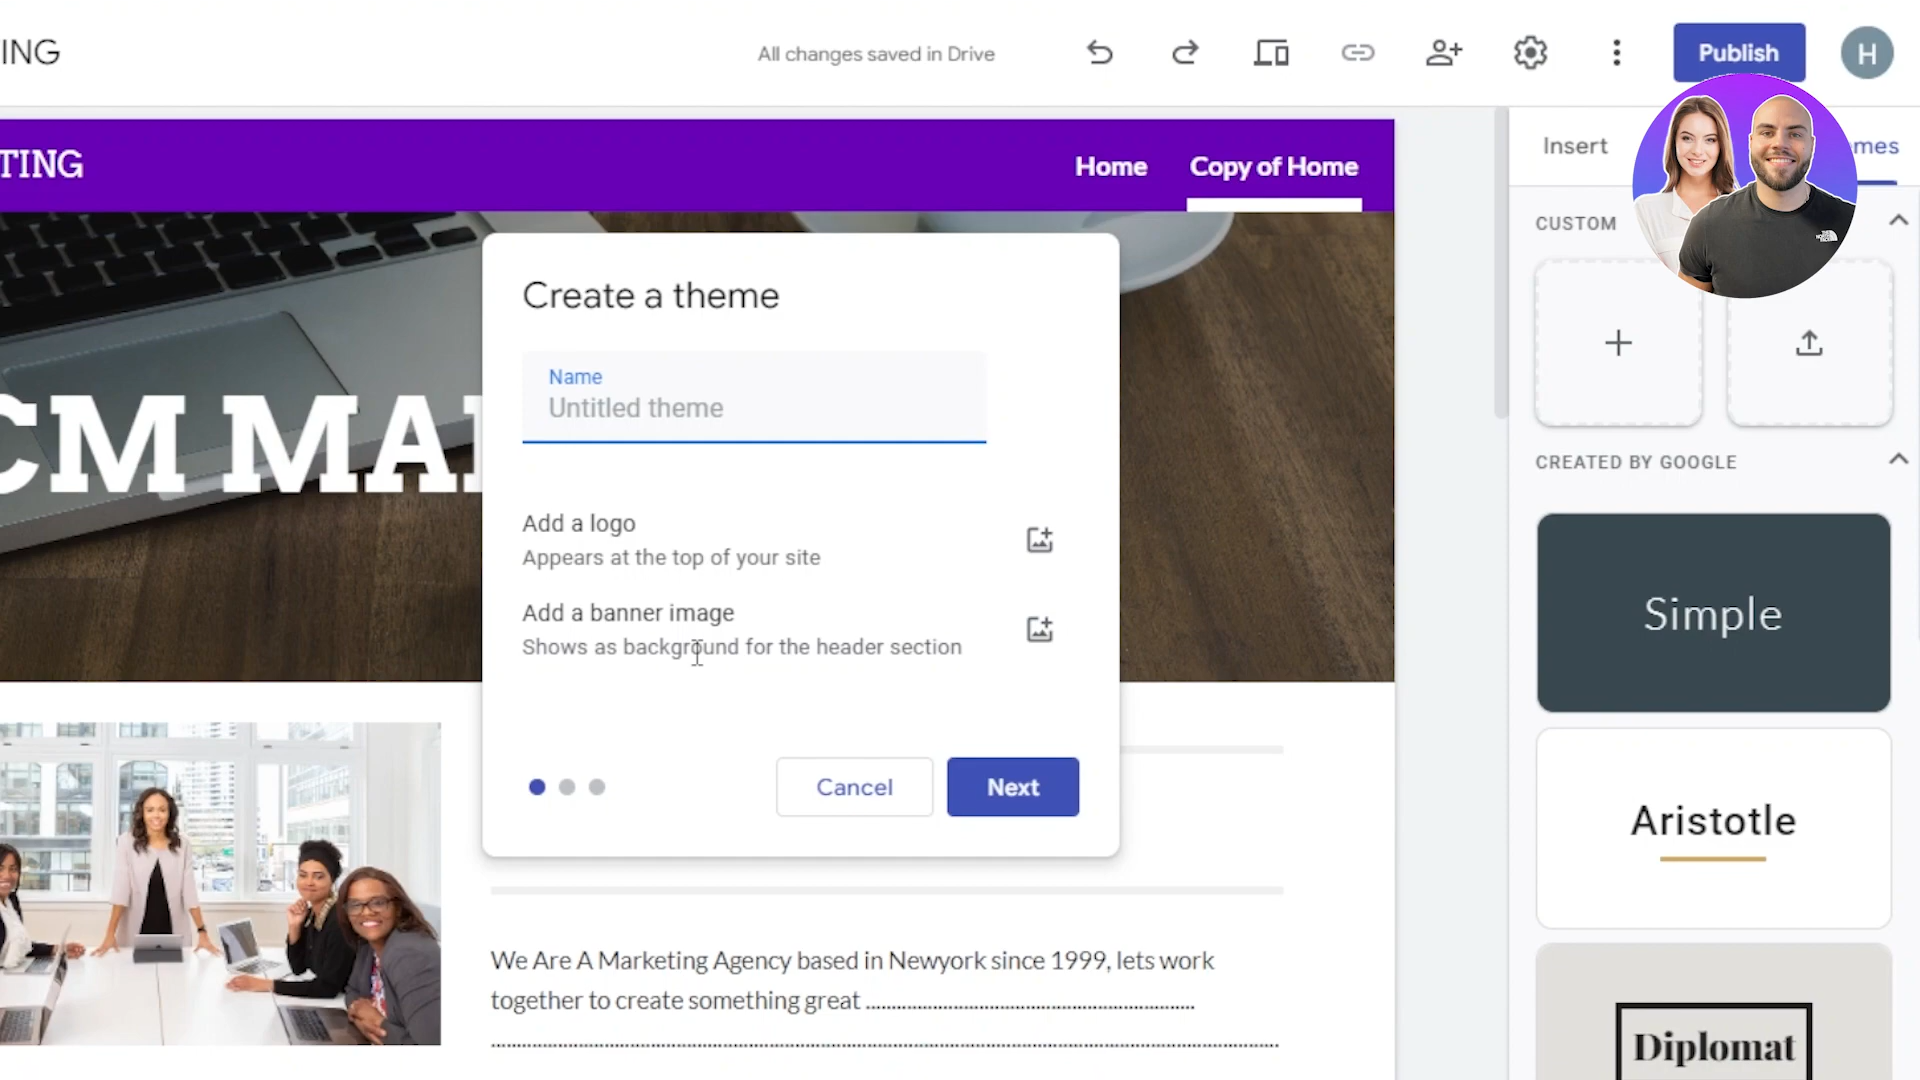 ING
All changes saved in Drive
Publish
H
TING
Home
Copy of Home
Insert
mes
CUSTOM
CM MA
Create a theme
Name
Untitled theme
Add a logo
Appears at the top of your site
Add a banner image
Shows as background for the header section
Cancel
Next
CREATED BY GOOGLE
Simple
Aristotle
Diplomat
We Are A Marketing Agency based in Newyork since 1999, lets work
together to create something great ..................................................................